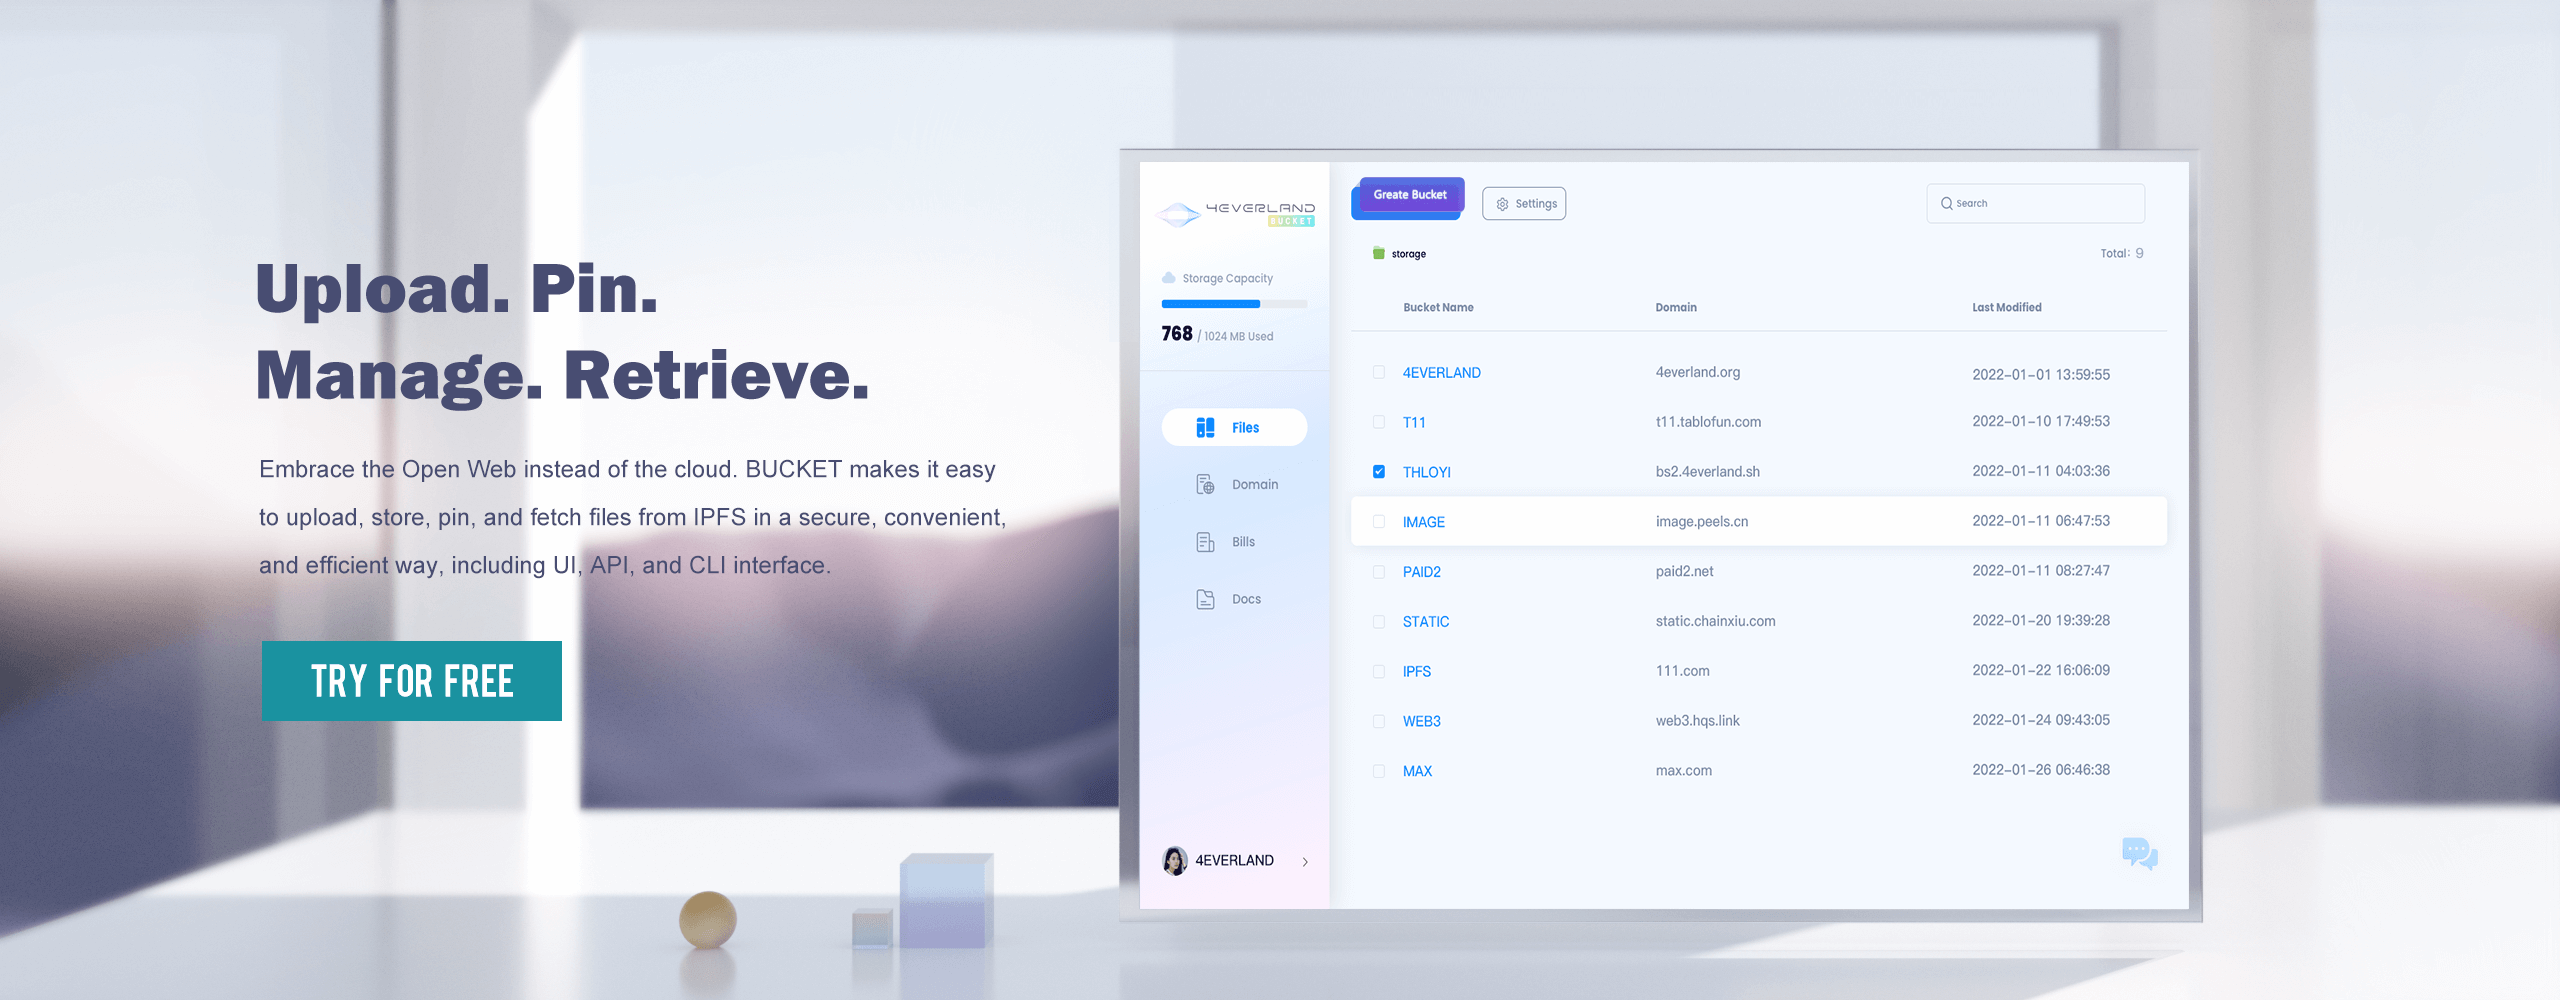 Upload. Pin.
Manage. Retrieve.
Embrace the Open Web instead of the cloud. BUCKET makes it easy
to upload, store, pin, and fetch files from IPFS in a secure, convenient,
and efficient way, including UI, API, and CLI interface.
TRY FOR FREE
4EVERLAND
BUCKET
Storage Capacity
768 / 1024 MB Used
Files
Domain
Bills
Docs
4EVERLAND
Greate Bucket
Settings
Search
storage
Total: 9
Bucket Name Domain Last Modified
4EVERLAND 4everland.org 2022-01-01 13:59:55
T11 t11.tablofun.com 2022-01-10 17:49:53
THLOYI bs2.4everland.sh 2022-01-11 04:03:36
IMAGE image.peels.cn 2022-01-11 06:47:53
PAID2 paid2.net 2022-01-11 08:27:47
STATIC static.chainxiu.com 2022-01-20 19:39:28
IPFS 111.com 2022-01-22 16:06:09
WEB3 web3.hqs.link 2022-01-24 09:43:05
MAX max.com 2022-01-26 06:46:38